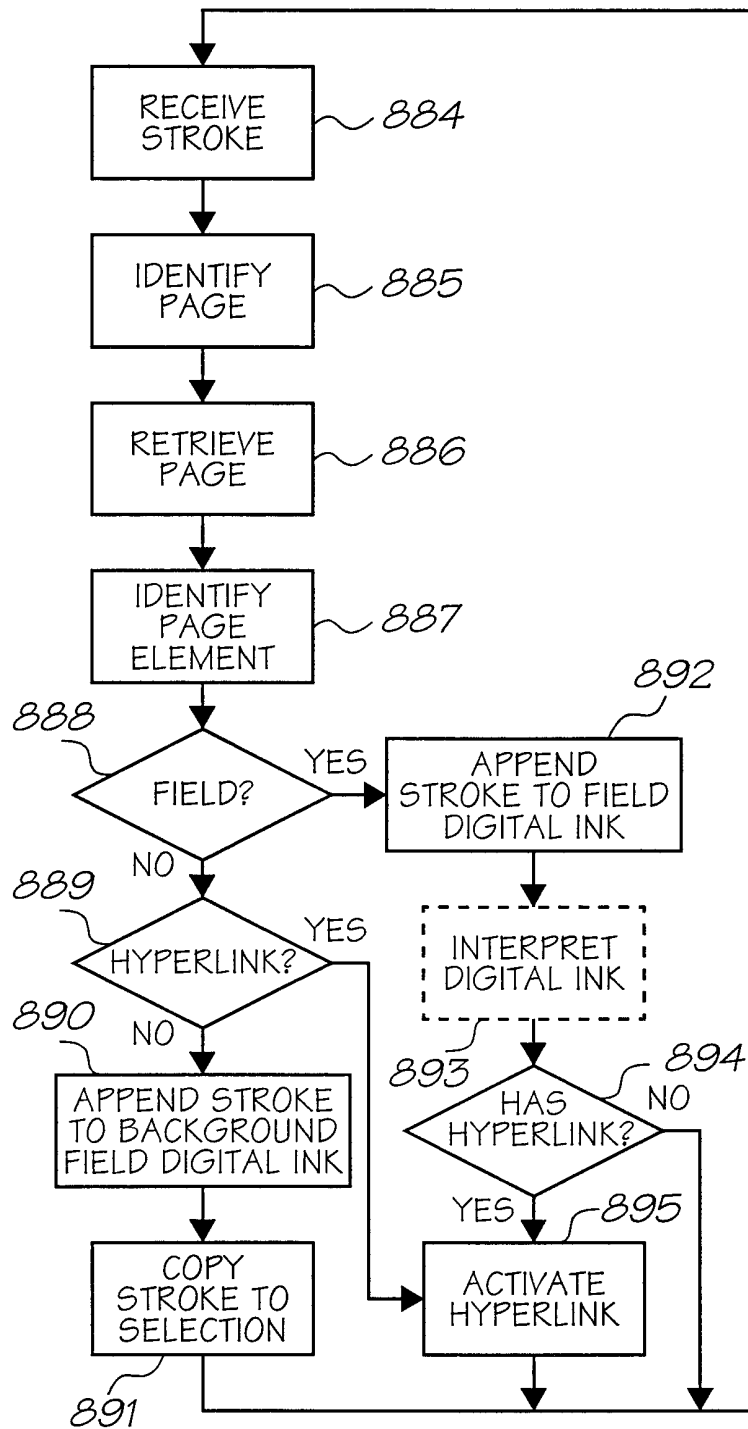 RECEIVE
STROKE
884
IDENTIFY
PAGE
885
RETRIEVE
PAGE
886
IDENTIFY
PAGE
ELEMENT
887
888
FIELD?
YES
NO
892
APPEND
STROKE TO FIELD
DIGITAL INK
889
HYPERLINK?
YES
NO
INTERPRET
DIGITAL INK
893
890
APPEND STROKE
TO BACKGROUND
FIELD DIGITAL INK
894
HAS
HYPERLINK?
NO
YES
895
ACTIVATE
HYPERLINK
COPY
STROKE TO
SELECTION
891